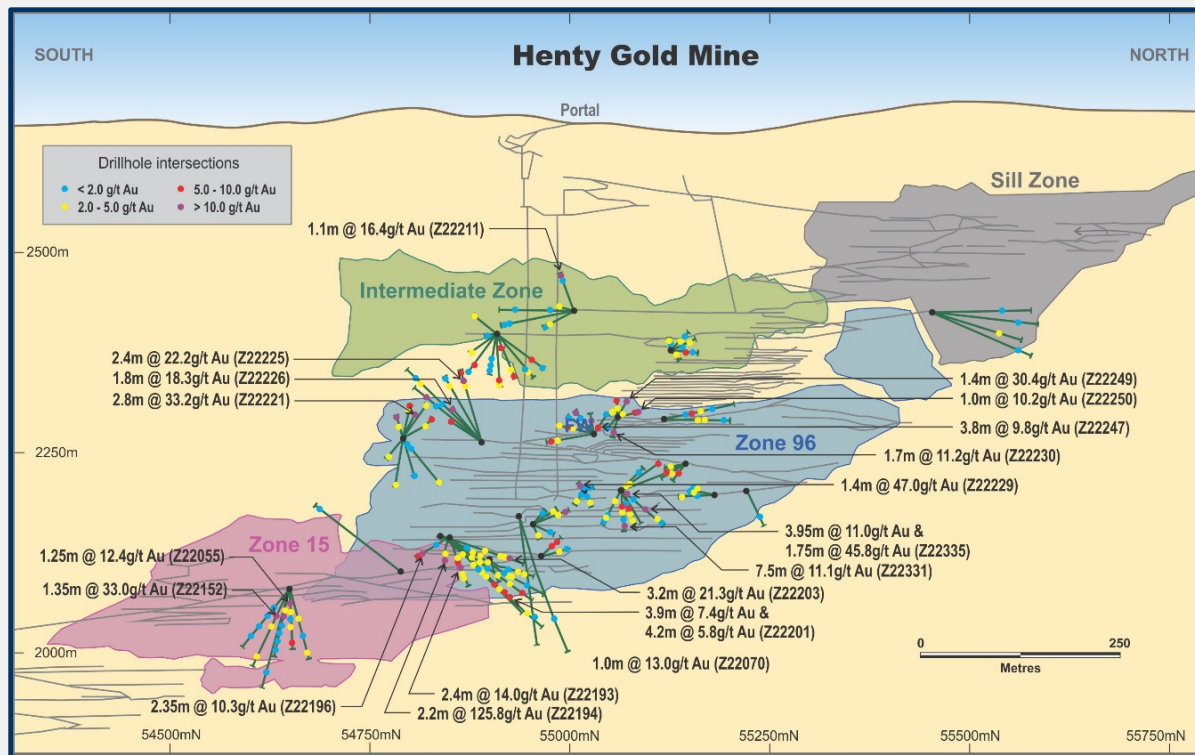 SOUTH
Henty Gold Mine
NORTH
Portal
Drillhole intersections
< 2.0 g/t Au
5.0 - 10.0 g/t Au
2.0 - 5.0 g/t Au
> 10.0 g/t Au
Sill Zone
1.1m @ 16.4g/t Au (Z22211)
2500m
Intermediate Zone
2.4m @ 22.2g/t Au (Z22225)
1.8m @ 18.3g/t Au (Z22226)
2.8m @ 33.2g/t Au (Z22221)
1.4m @ 30.4g/t Au (Z22249)
1.0m @ 10.2g/t Au (Z22250)
3.8m @ 9.8g/t Au (Z22247)
FW
Zone 96
2250m
1.7m @ 11.2g/t Au (Z22230)
1.4m @ 47.0g/t Au (Z22229)
3.95m @ 11.0g/t Au &
1.75m @ 45.8g/t Au (Z22335)
7.5m @ 11.1g/t Au (Z22331)
Zone 15
1.25m @ 12.4g/t Au (Z22055)
1.35m @ 33.0g/t Au (Z22152)
3.2m @ 21.3g/t Au (Z22203)
3.9m @ 7.4g/t Au &
4.2m @ 5.8g/t Au (Z22201)
2000m
1.0m @ 13.0g/t Au (Z22070)
0 250
Metres
2.4m @ 14.0g/t Au (Z22193)
2.35m @ 10.3g/t Au (Z22196)
2.2m @ 125.8g/t Au (Z22194)
54500mN
54750mN
55000mN
55250mN
55500mN
55750mN